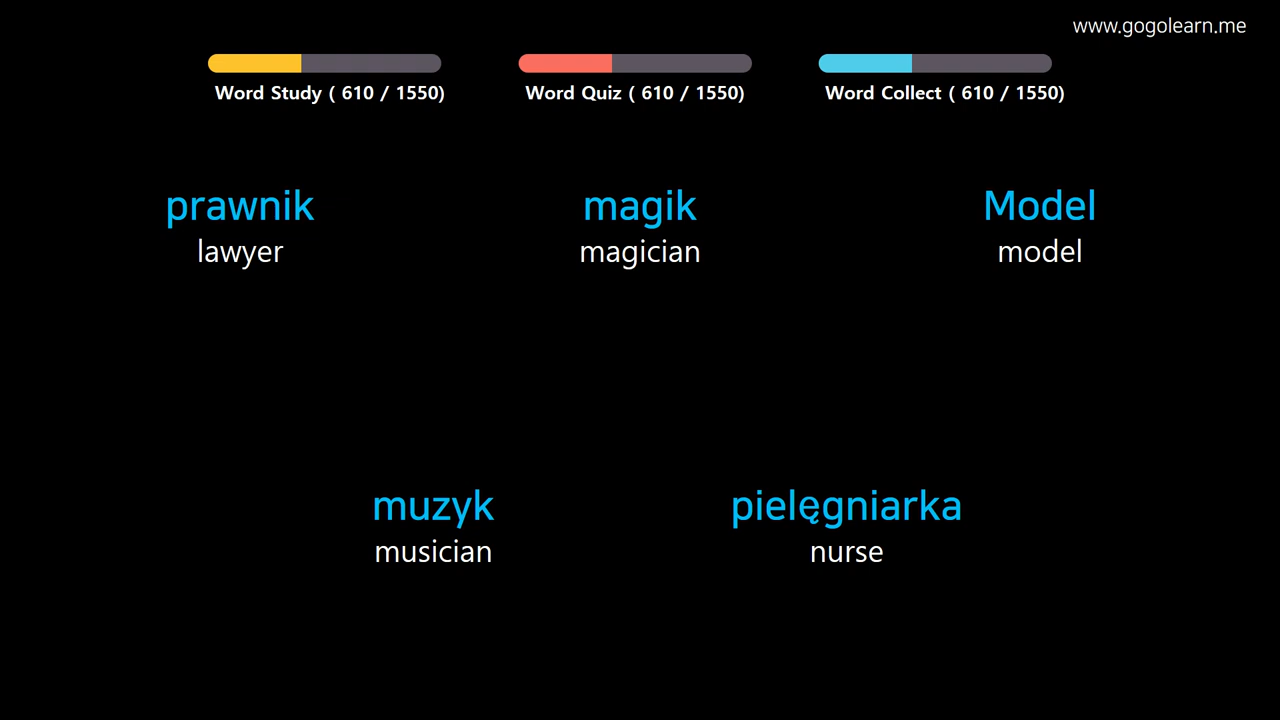 www.gogolearn.me
Word Study ( 610 / 1550)
Word Quiz ( 610 / 1550)
Word Collect ( 610 / 1550)
prawnik
lawyer
magik
magician
Model
model
muzyk
musician
pielęgniarka
nurse